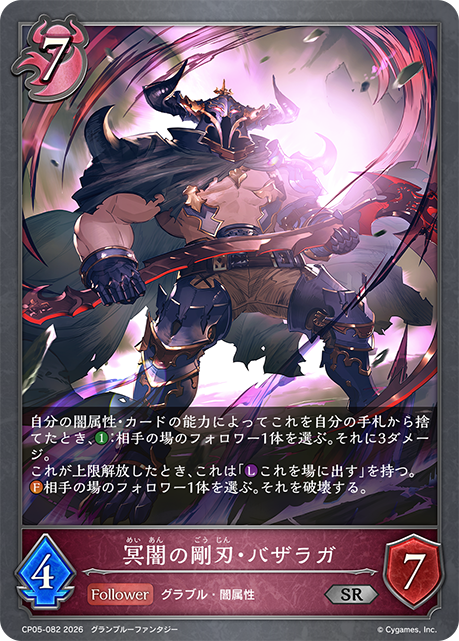 7
自分の闇属性・カードの能力によってこれを自分の手札から捨
てたとき、1:相手の場のフォロワー1体を選ぶ。それに3ダメー
ジ。
これが上限解放したとき、これは「L これを場に出す」を持つ。
F 相手の場のフォロワー1体を選ぶ。それを破壊する。
めいあん ごうじん
冥闇の剛刃・バザラガ
4
Follower グラブル・闇属性 SR
7
CP05-082 2026 グランブルーファンタジー © Cygames, Inc.